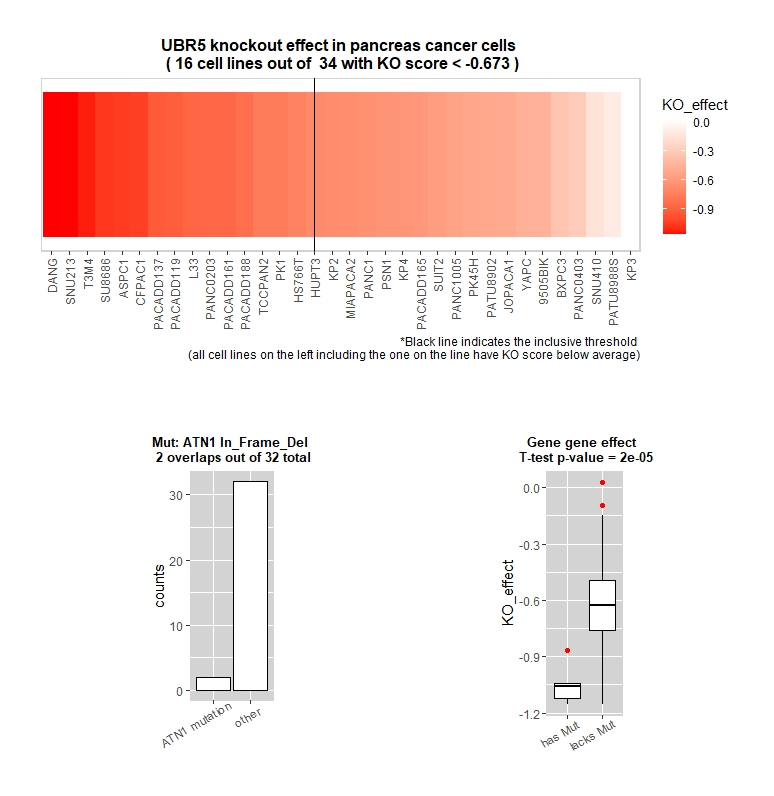 UBR5 knockout effect in pancreas cancer cells
( 16 cell lines out of 34 with KO score < -0.673 )
KO_effect
0.0
-0.3
-0.6
-0.9
DANG
SNU213
T3M4
SU8686
ASPC1
CFPAC1
PACADD137
PACADD119
L33
PANC0203
PACADD161
PACADD188
TCCPAN2
PK1
HS766T
HUPT3
KP2
MIAPACA2
PANC1
PSN1
KP4
PACADD165
SUIT2
PANC1005
PK45H
PATU8902
JOPACA1
YAPC
9505BIK
BXPC3
PANC0403
SNU410
PATU8988S
KP3
*Black line indicates the inclusive threshold
(all cell lines on the left including the one on the line have KO score below average)
Mut: ATN1 In_Frame_Del
2 overlaps out of 32 total
counts
30
20
10
0
ATN1 mutation
other
Gene gene effect
T-test p-value = 2e-05
KO_effect
0.0
-0.3
-0.6
-0.9
-1.2
has Mut
lacks Mut